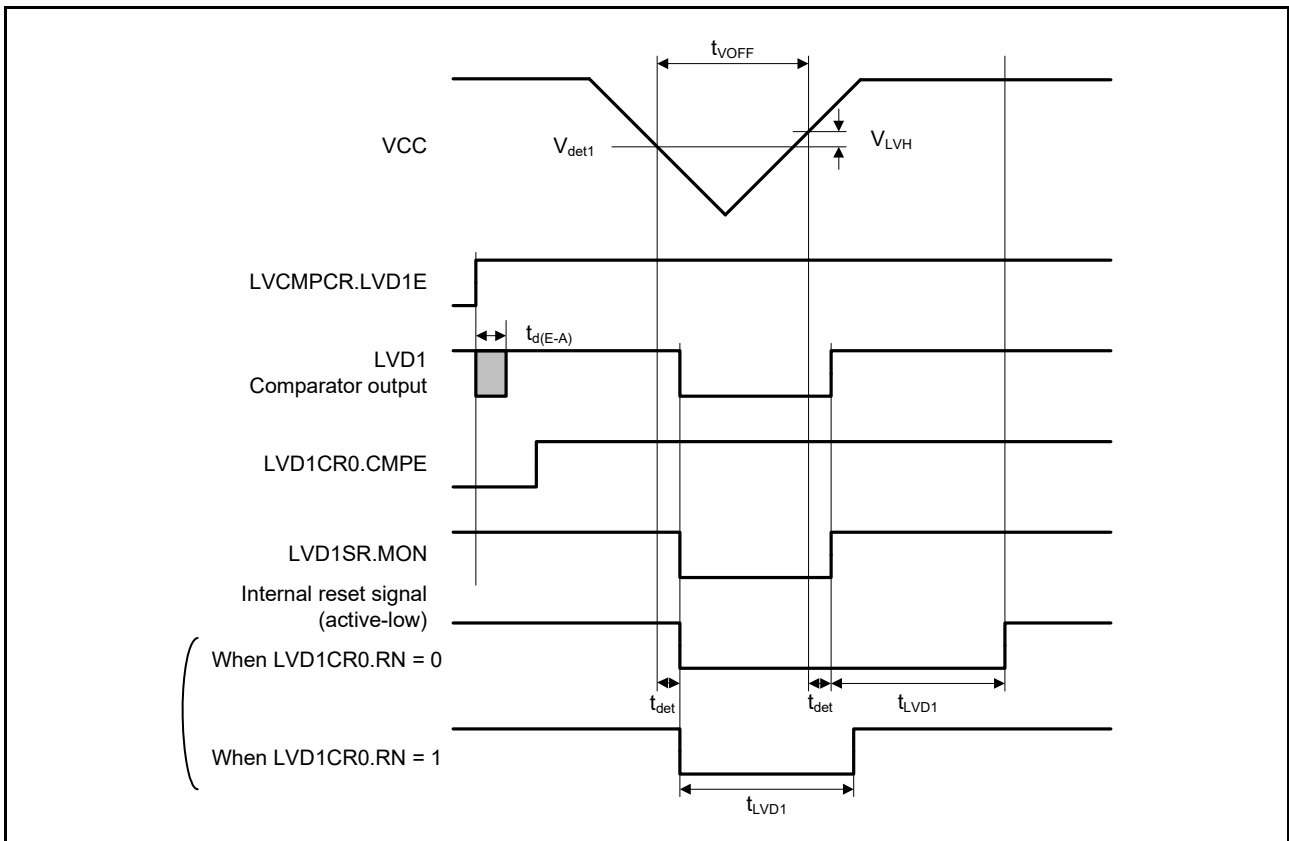 tVOFF
VCC
Vdet1
VLVH
LVCMPCR.LVD1E
td(E-A)
LVD1
Comparator output
LVD1CR0.CMPE
LVD1SR.MON
Internal reset signal
(active-low)
When LVD1CR0.RN = 0
tdet
tdet
tLVD1
When LVD1CR0.RN = 1
tLVD1